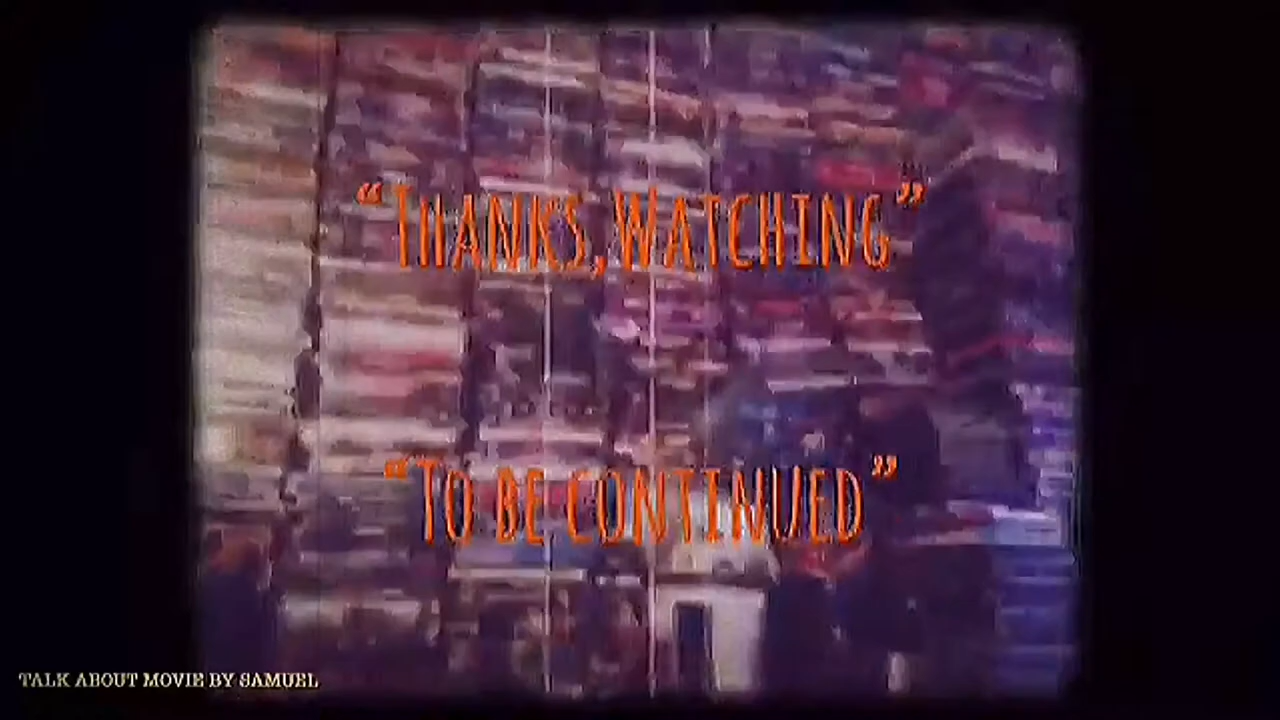 “THANKS,WATCHING”
“TO BE CONTINUED”
TALK ABOUT MOVIE BY SAMUEL